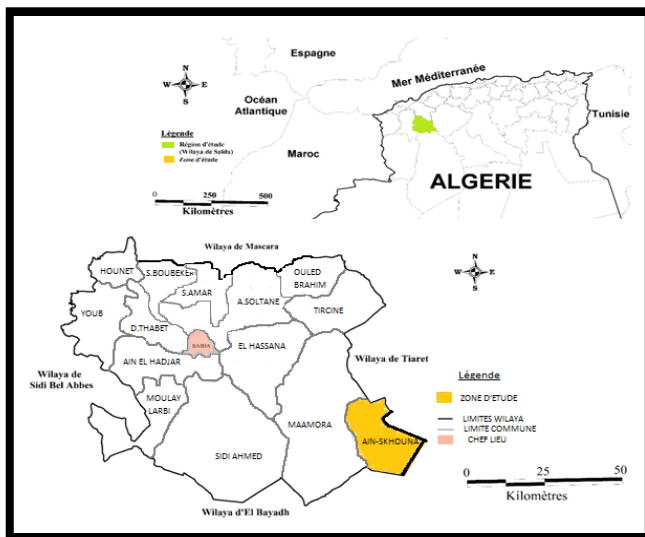 Espagne
Mer Méditerranée
Tunisie
Océan
Atlantique
Maroc
ALGERIE
N
W E
S
Légende
Région d'étude
(Wilaya de Saïda)
Zone d'étude
0 250 500
Kilomètres
Wilaya de Mascara
N
W E
S
HOUNET
S.BOUBEKER
OULED
BRAHIM
S.AMAR
A.SOLTANE
YOUB
TIRCINE
D.THABET
SAIDA
EL HASSANA
AIN EL HADJAR
Wilaya de Tiaret
Wilaya de
Sidi Bel Abbes
MOULAY
LARBI
MAAMORA
AIN-SKHOUNA
SIDI AHMED
Wilaya d'El Bayadh
Légende
ZONE D'ETUDE
LIMITES WILAYA
LIMITE COMMUNE
CHEF LIEU
0 25 50
Kilomètres